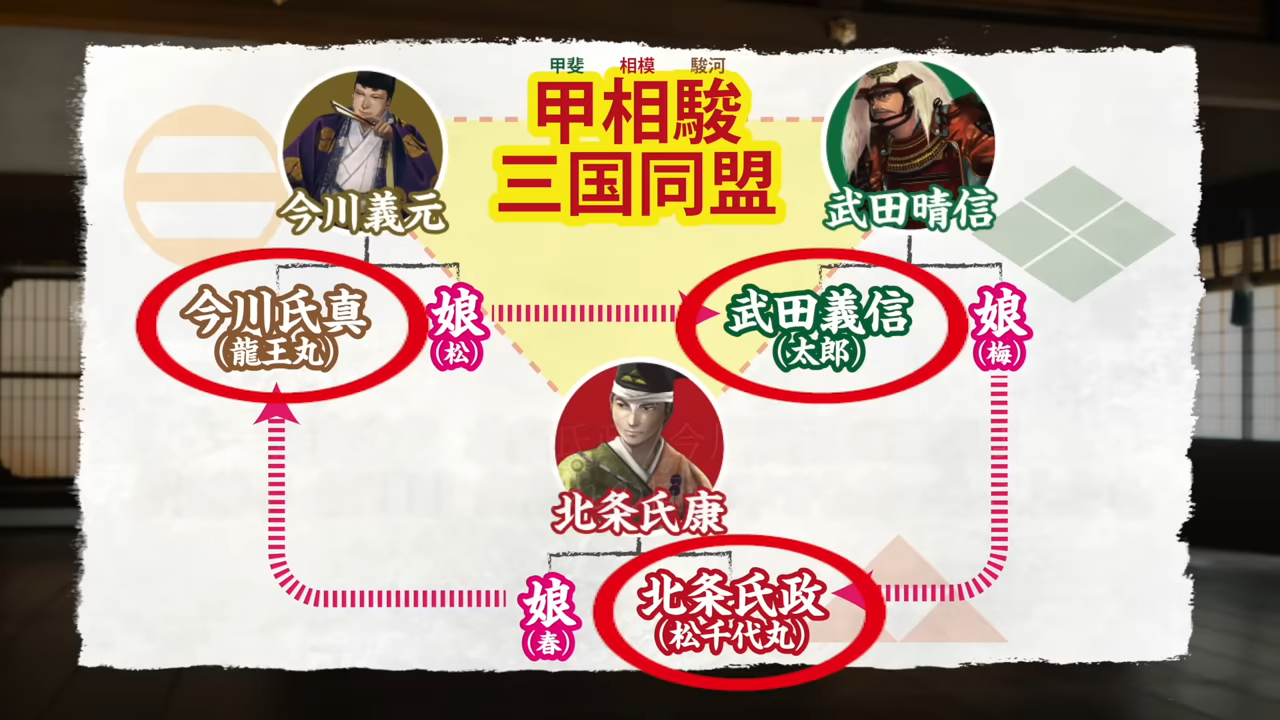 甲斐 相模 駿河
甲相駿
三国同盟
今川義元
武田晴信
今川氏真
(龍王丸)
娘
(松)
武田義信
(太郎)
娘
(梅)
北条氏康
娘
(春)
北条氏政
(松千代丸)